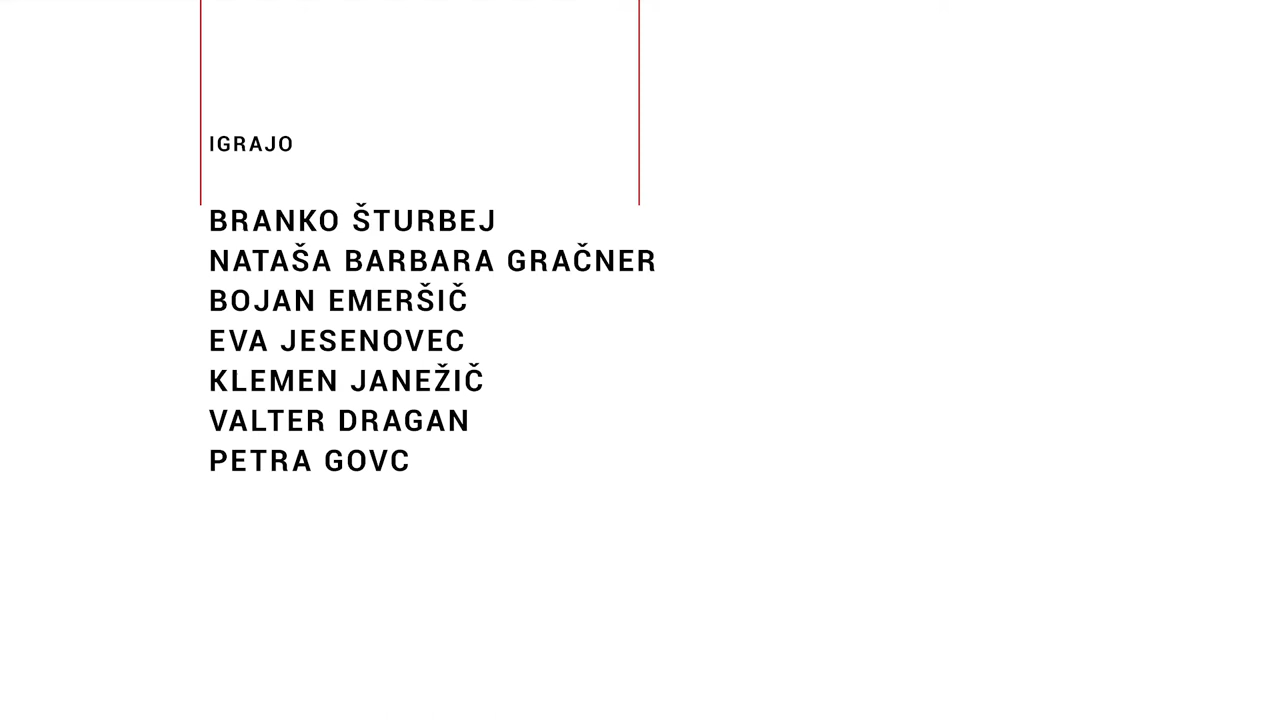 IGRAJO
BRANKO ŠTURBEJ
NATAŠA BARBARA GRAČNER
BOJAN EMERŠIČ
EVA JESENOVEC
KLEMEN JANEŽIČ
VALTER DRAGAN
PETRA GOVC